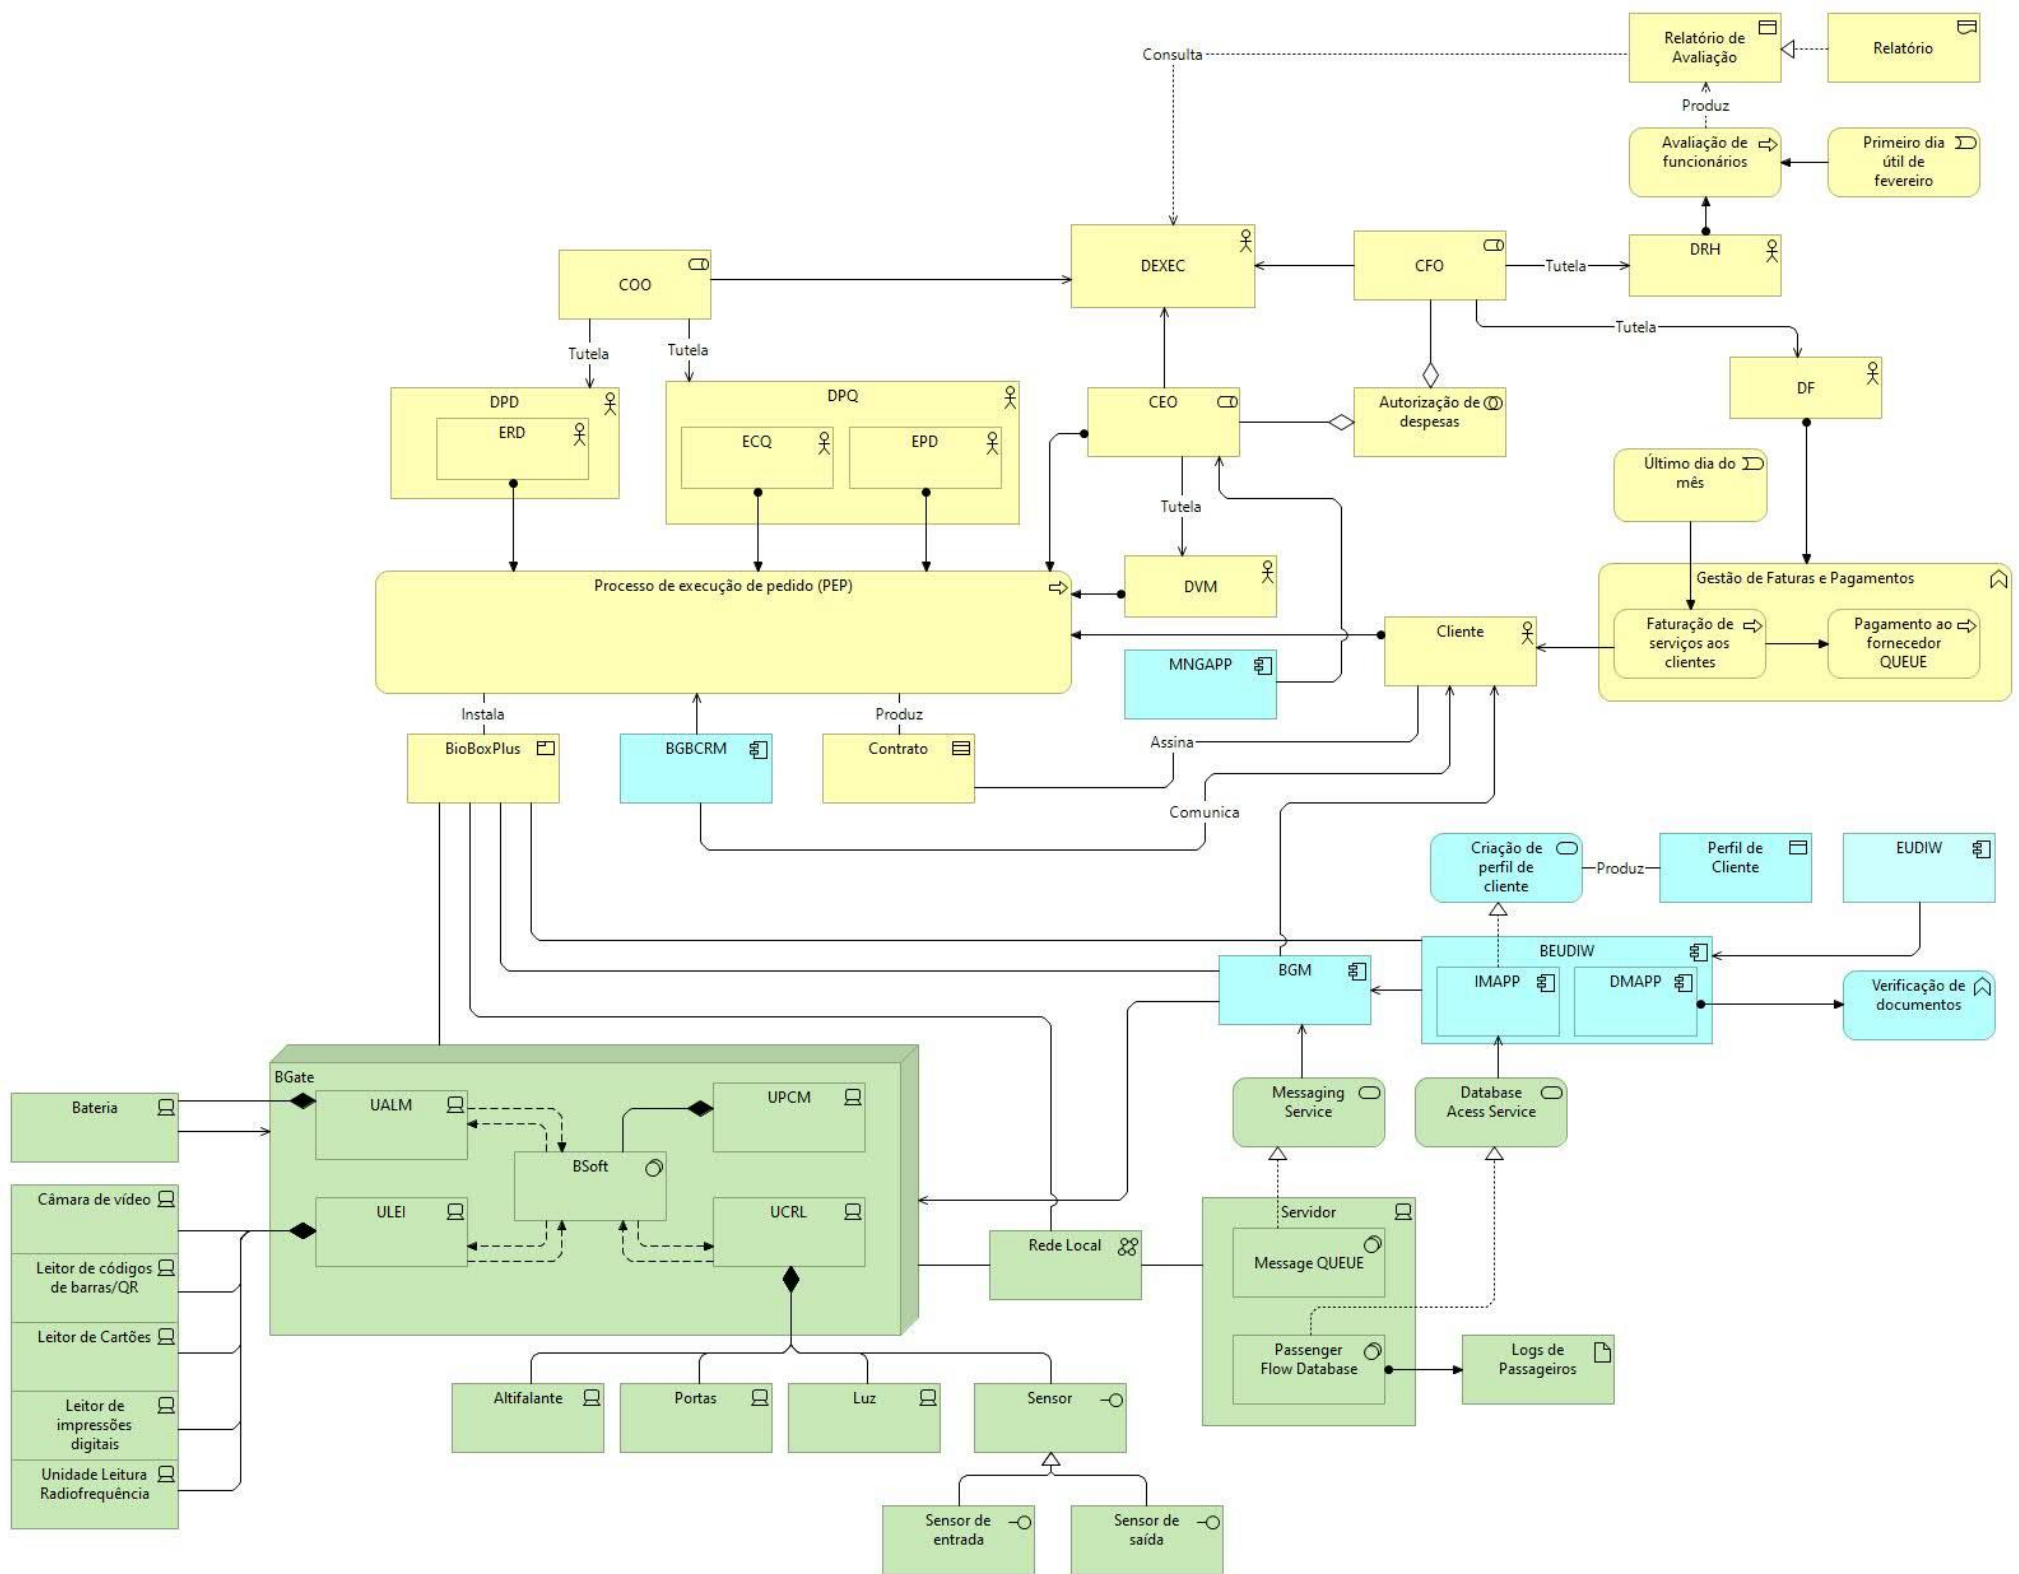 Relatório de
Avaliação
Relatório
Consulta
Produz
Avaliação de
funcionários
Primeiro dia
útil de
fevereiro
DEXEC
CFO
Tutela
DRH
COO
Tutela
Tutela
Tutela
DF
DPD
ERD
DPQ
ECQ
EPD
CEO
Autorização de
despesas
Último dia do
mês
Tutela
DVM
Processo de execução de pedido (PEP)
Gestão de Faturas e Pagamentos
Faturação de
serviços aos
clientes
Pagamento ao
fornecedor
QUEUE
Cliente
MNGAPP
Instala
Produz
BioBoxPlus
BGBCRM
Contrato
Assina
Comunica
Criação de
perfil de
cliente
Produz
Perfil de
Cliente
EUDIW
BEUDIW
IMAPP
DMAPP
BGM
Verificação de
documentos
Messaging
Service
Database
Acess Service
BGate
Bateria
UALM
UPCM
BSoft
ULEI
UCRL
Câmara de vídeo
Leitor de códigos
de barras/QR
Leitor de Cartões
Leitor de
impressões
digitais
Unidade Leitura
Radiofrequência
Rede Local
Servidor
Message QUEUE
Passenger
Flow Database
Logs de
Passageiros
Altifalante
Portas
Luz
Sensor
Sensor de
entrada
Sensor de
saída